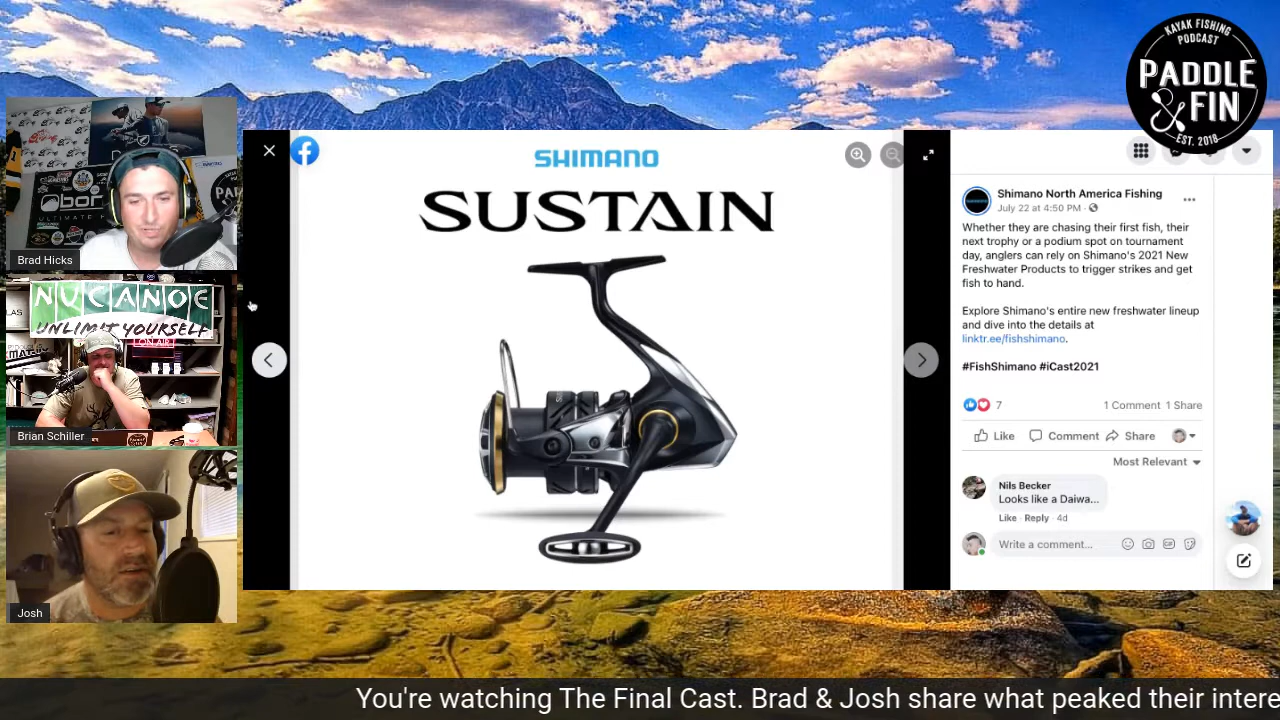 KAYAK FISHING
PODCAST
PADDLE
& FIN
EST. 2018
obor
ULTIMATE
Brad Hicks
NUCANOE
UNLIMIT YOURSELF
ON AIR
Brian Schiller
Josh
SHIMANO
SUSTAIN
Shimano North America Fishing
July 22 at 4:50 PM ·
Whether they are chasing their first fish, their
next trophy or a podium spot on tournament
day, anglers can rely on Shimano's 2021 New
Freshwater Products to trigger strikes and get
fish to hand.
Explore Shimano's entire new freshwater lineup
and dive into the details at
linktr.ee/fishshimano.
#FishShimano #iCast2021
7
1 Comment 1 Share
Like Comment Share
Most Relevant
Nils Becker
Looks like a Daiwa...
Like · Reply · 4d
Write a comment...
GIF
You're watching The Final Cast. Brad & Josh share what peaked their intere